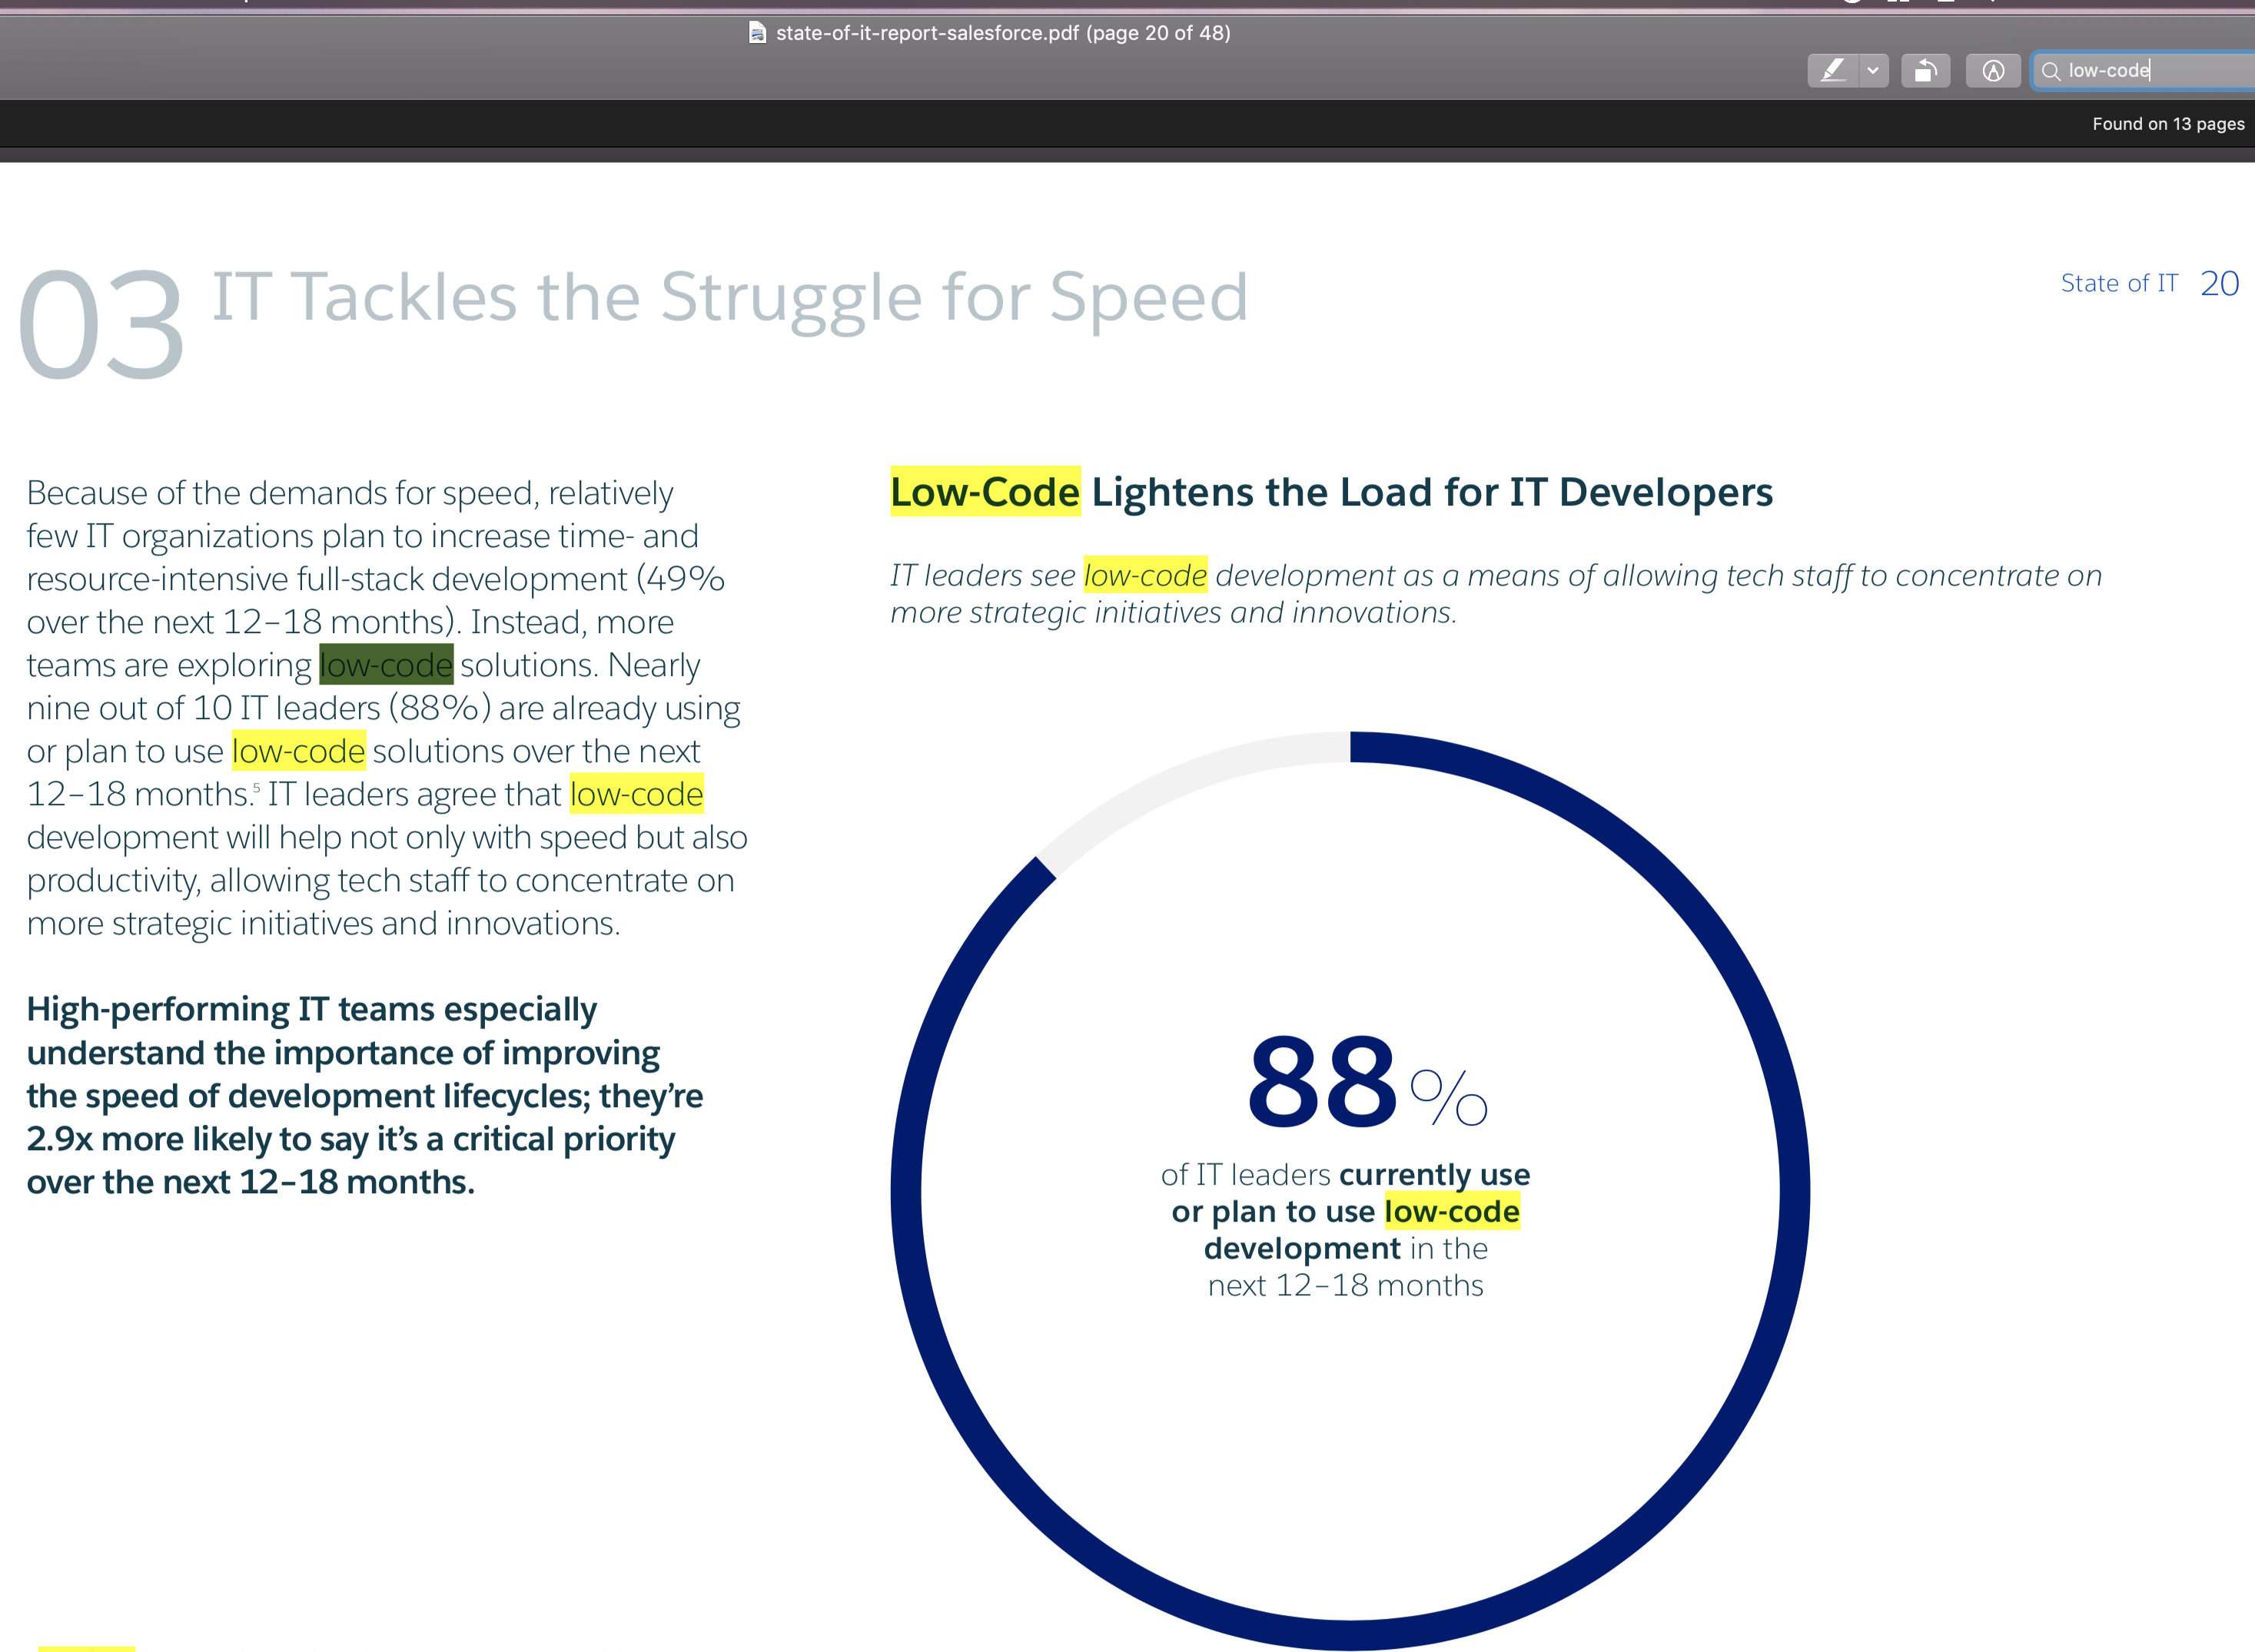 state-of-it-report-salesforce.pdf (page 20 of 48)
low-code
Found on 13 pages
03 IT Tackles the Struggle for Speed
State of IT 20
Because of the demands for speed, relatively
few IT organizations plan to increase time- and
resource-intensive full-stack development (49%
over the next 12–18 months). Instead, more
teams are exploring low-code solutions. Nearly
nine out of 10 IT leaders (88%) are already using
or plan to use low-code solutions over the next
12–18 months.⁵ IT leaders agree that low-code
development will help not only with speed but also
productivity, allowing tech staff to concentrate on
more strategic initiatives and innovations.
High-performing IT teams especially
understand the importance of improving
the speed of development lifecycles; they’re
2.9x more likely to say it’s a critical priority
over the next 12–18 months.
Low-Code Lightens the Load for IT Developers
IT leaders see low-code development as a means of allowing tech staff to concentrate on
more strategic initiatives and innovations.
88%
of IT leaders currently use
or plan to use low-code
development in the
next 12–18 months